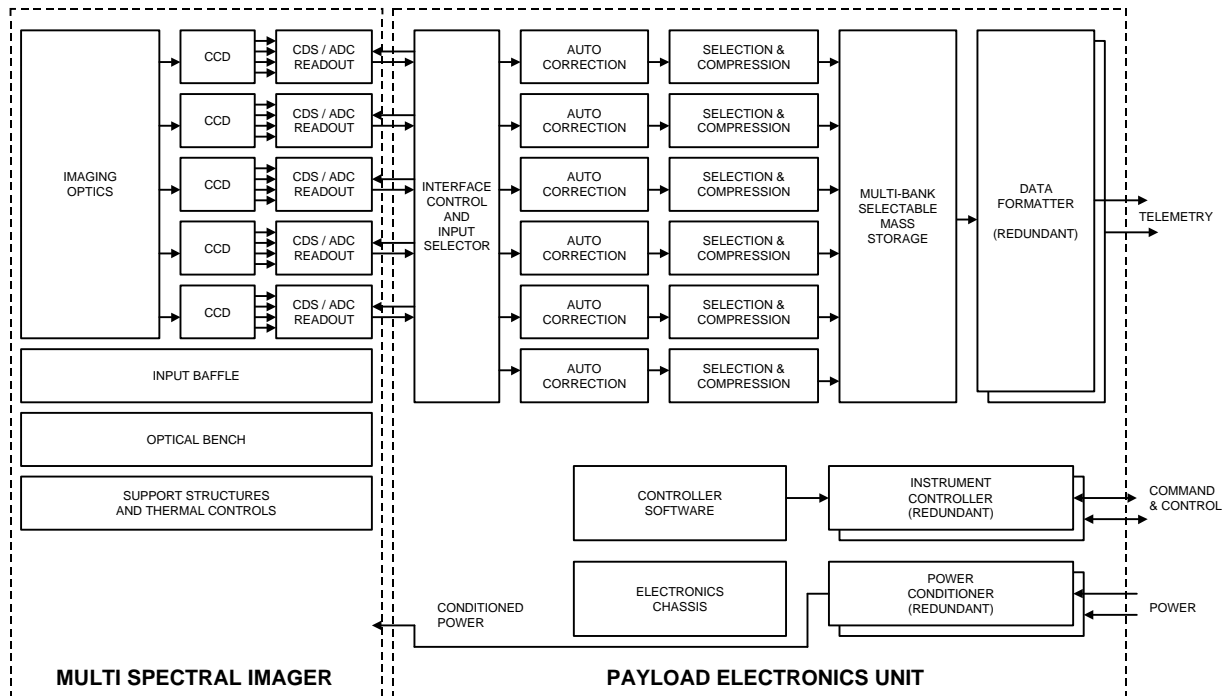 IMAGING
OPTICS
CCD
CDS / ADC
READOUT
CCD
CDS / ADC
READOUT
CCD
CDS / ADC
READOUT
CCD
CDS / ADC
READOUT
CCD
CDS / ADC
READOUT
INPUT BAFFLE
OPTICAL BENCH
SUPPORT STRUCTURES
AND THERMAL CONTROLS
MULTI SPECTRAL IMAGER
INTERFACE
CONTROL
AND
INPUT
SELECTOR
AUTO
CORRECTION
SELECTION &
COMPRESSION
AUTO
CORRECTION
SELECTION &
COMPRESSION
AUTO
CORRECTION
SELECTION &
COMPRESSION
AUTO
CORRECTION
SELECTION &
COMPRESSION
AUTO
CORRECTION
SELECTION &
COMPRESSION
AUTO
CORRECTION
SELECTION &
COMPRESSION
MULTI-BANK
SELECTABLE
MASS
STORAGE
DATA
FORMATTER
(REDUNDANT)
TELEMETRY
CONTROLLER
SOFTWARE
INSTRUMENT
CONTROLLER
(REDUNDANT)
COMMAND
& CONTROL
ELECTRONICS
CHASSIS
POWER
CONDITIONER
(REDUNDANT)
POWER
CONDITIONED
POWER
PAYLOAD ELECTRONICS UNIT